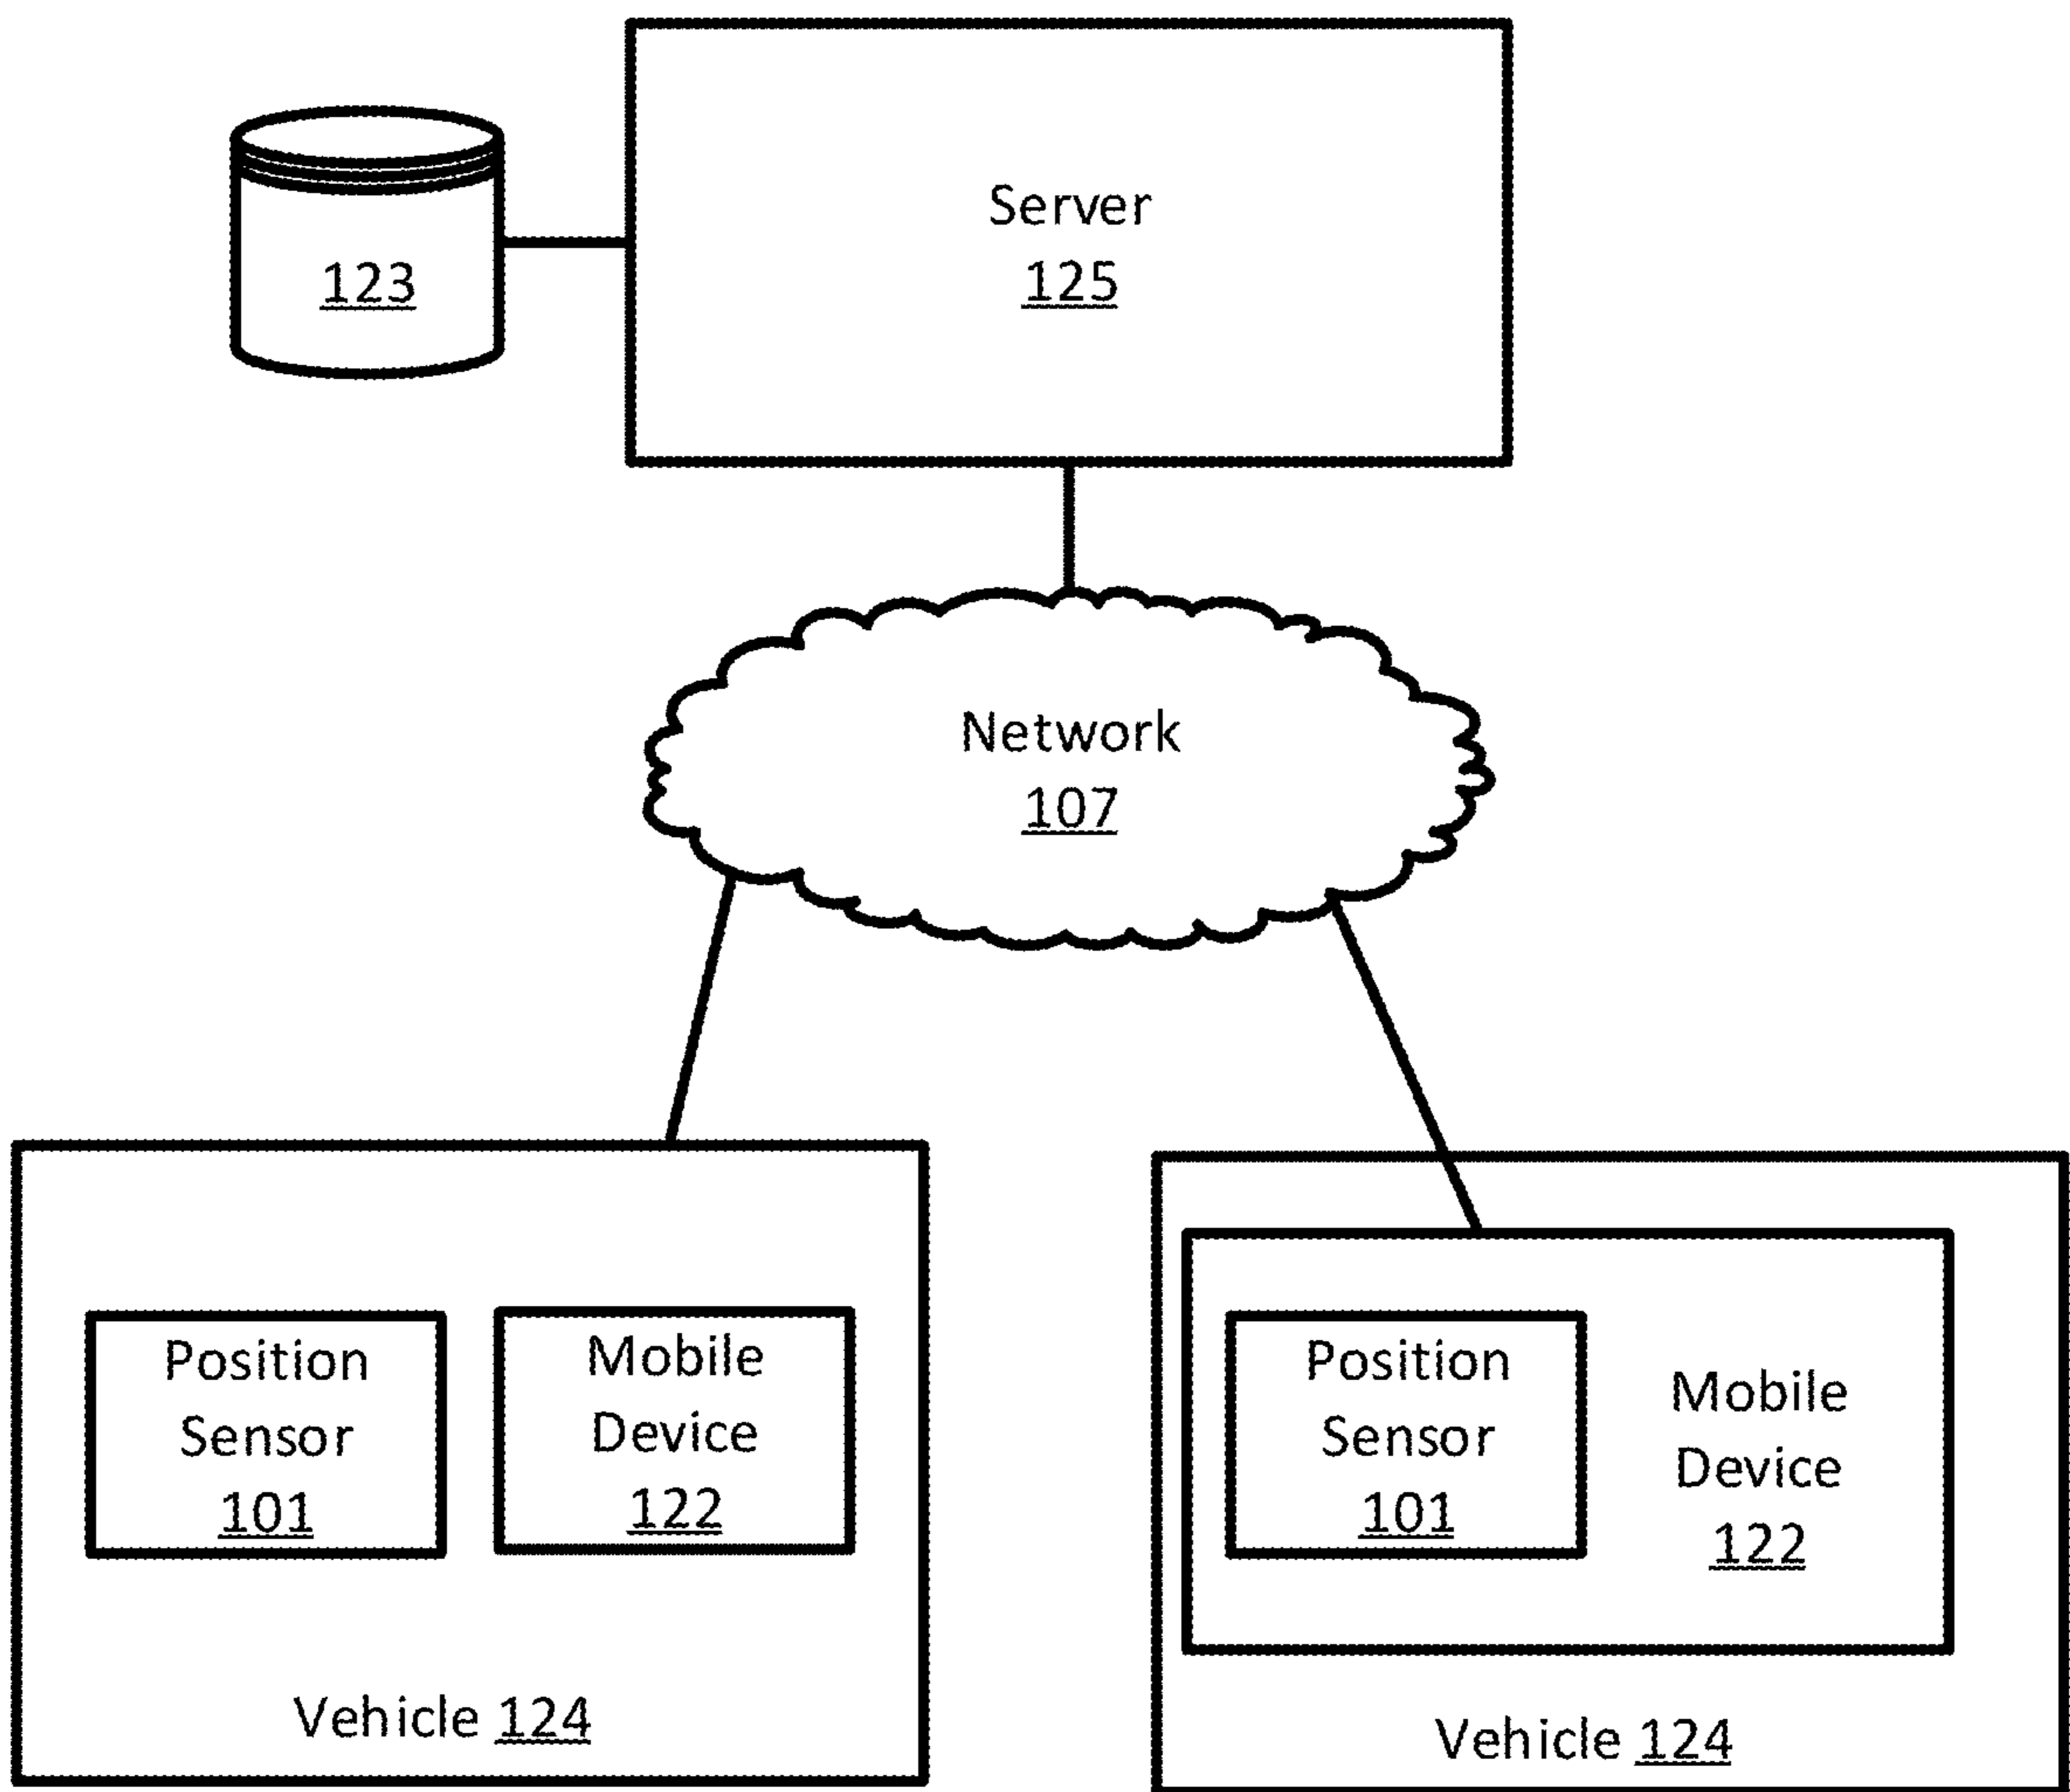 Server
125
123
Network
107
Position
Sensor
101
Mobile
Device
122
Vehicle 124
Position
Sensor
101
Mobile
Device
122
Vehicle 124